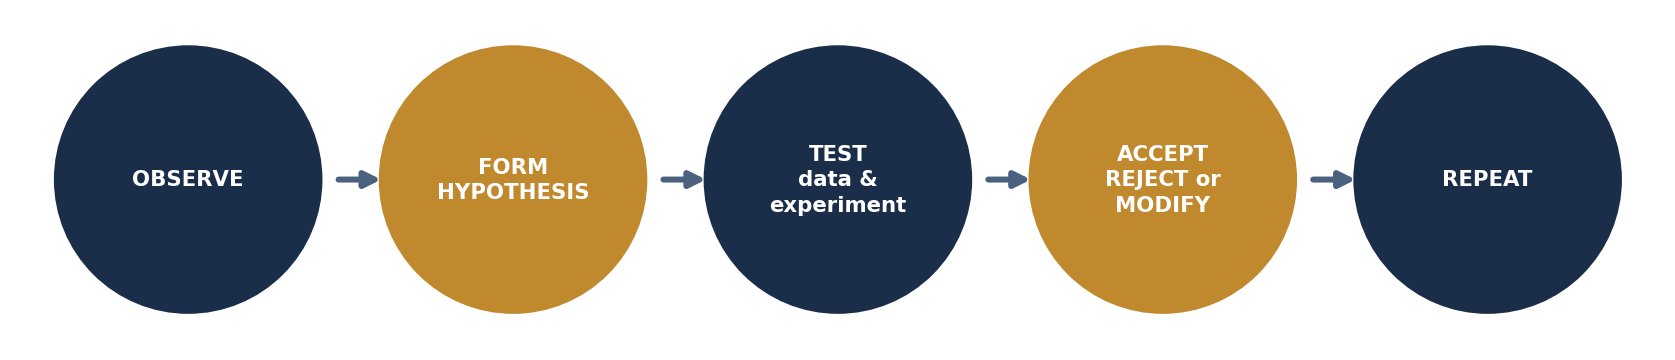 OBSERVE
FORM
HYPOTHESIS
TEST
data &
experiment
ACCEPT
REJECT or
MODIFY
REPEAT